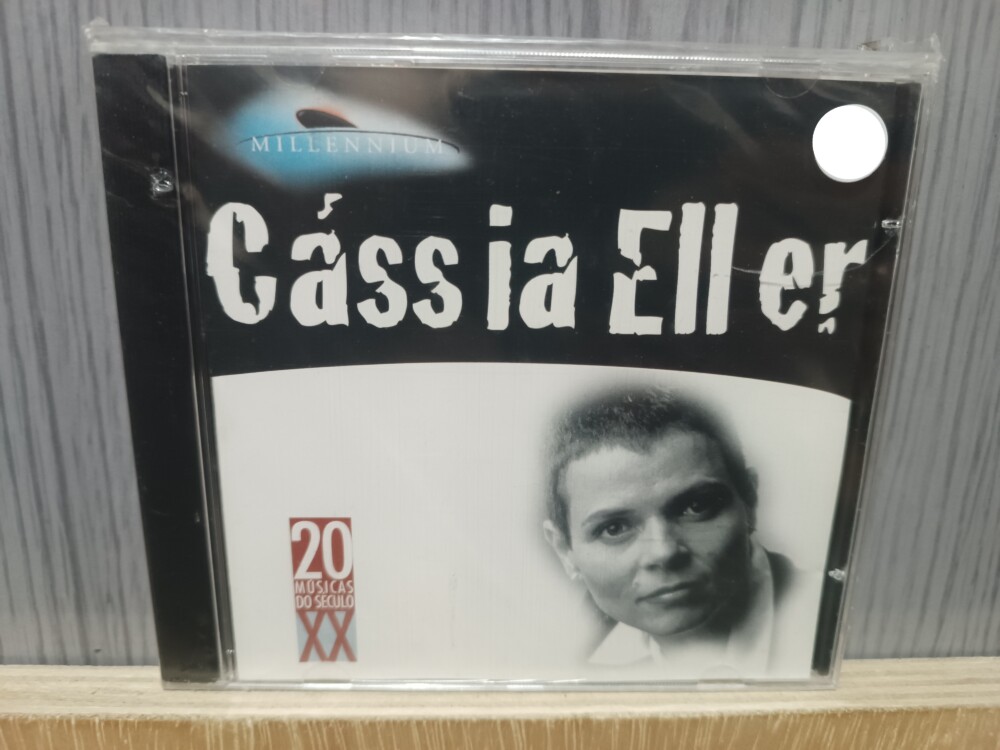 MILLENNIUM
Cássia Eller
20
MÚSICAS
DO SÉCULO
XX